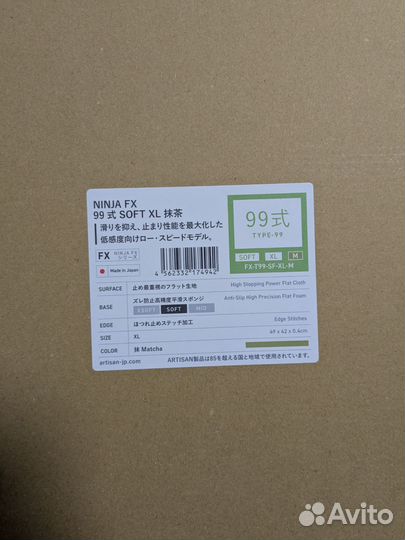 NINJA FX
99 式 SOFT XL 抹茶
滑りを抑え、止まり性能を最大化した
低感度向けロー・スピードモデル。
99式
TYPE-99
SOFT XL M
FX-T99-SF-XL-M
FX NINJA FX シリーズ
Made in Japan
4 562332 174942
SURFACE 止め最重視のフラット生地 High Stopping Power Flat Cloth
BASE ズレ防止高精度平滑スポンジ Anti-Slip High Precision Flat Foam
XSOFT SOFT MID
EDGE ほつれ止めステッチ加工 Edge Stitches
SIZE XL 49 x 42 x 0.4cm
COLOR 抹 Matcha
artisan-jp.com ARTISAN製品は85を超える国と地域で使用されています。
Avito